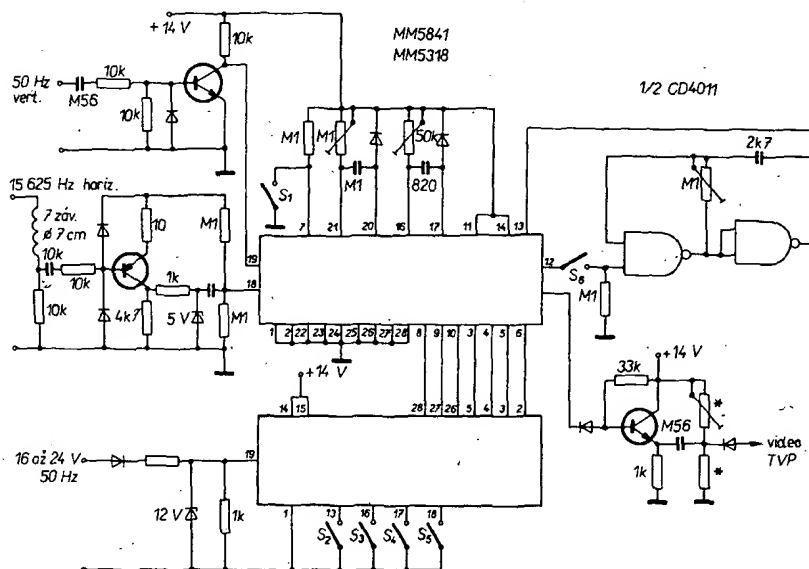 + 14 V
10k
MM5841
MM5318
1/2 CD4011
50 Hz
vert.
M56
10k
10k
M1
M1
50k
M1
820
S1
2k7
M1
15 625 Hz horiz.
7 záv.
ø 7 cm
10k
10k
10k
10
1k
4k7
5 V
M1
M1
7
21
20
16
17
11
14
13
19
18
12
S6
M1
1
2
22
23
24
25
26
27
28
8
9
10
3
4
5
6
+14 V
14
15
28
27
26
5
4
3
2
33k
+14 V
M56
*
1k
*
video
TVP
16 až 24 V
50 Hz
12 V
1k
19
1
13
16
17
18
S2
S3
S4
S5